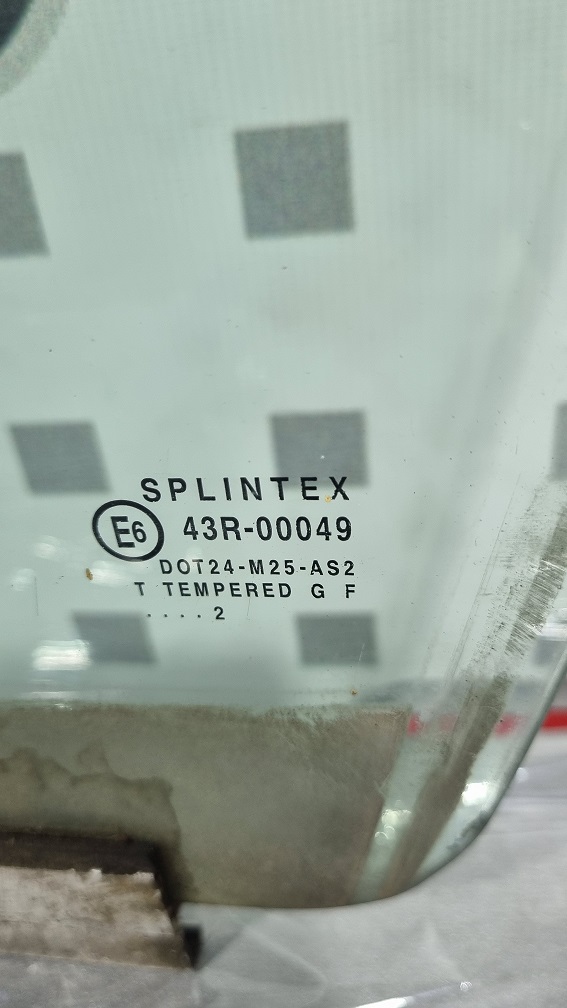 SPLINTEX
E6 43R-00049
DOT24-M25-AS2
T TEMPERED G F
....2